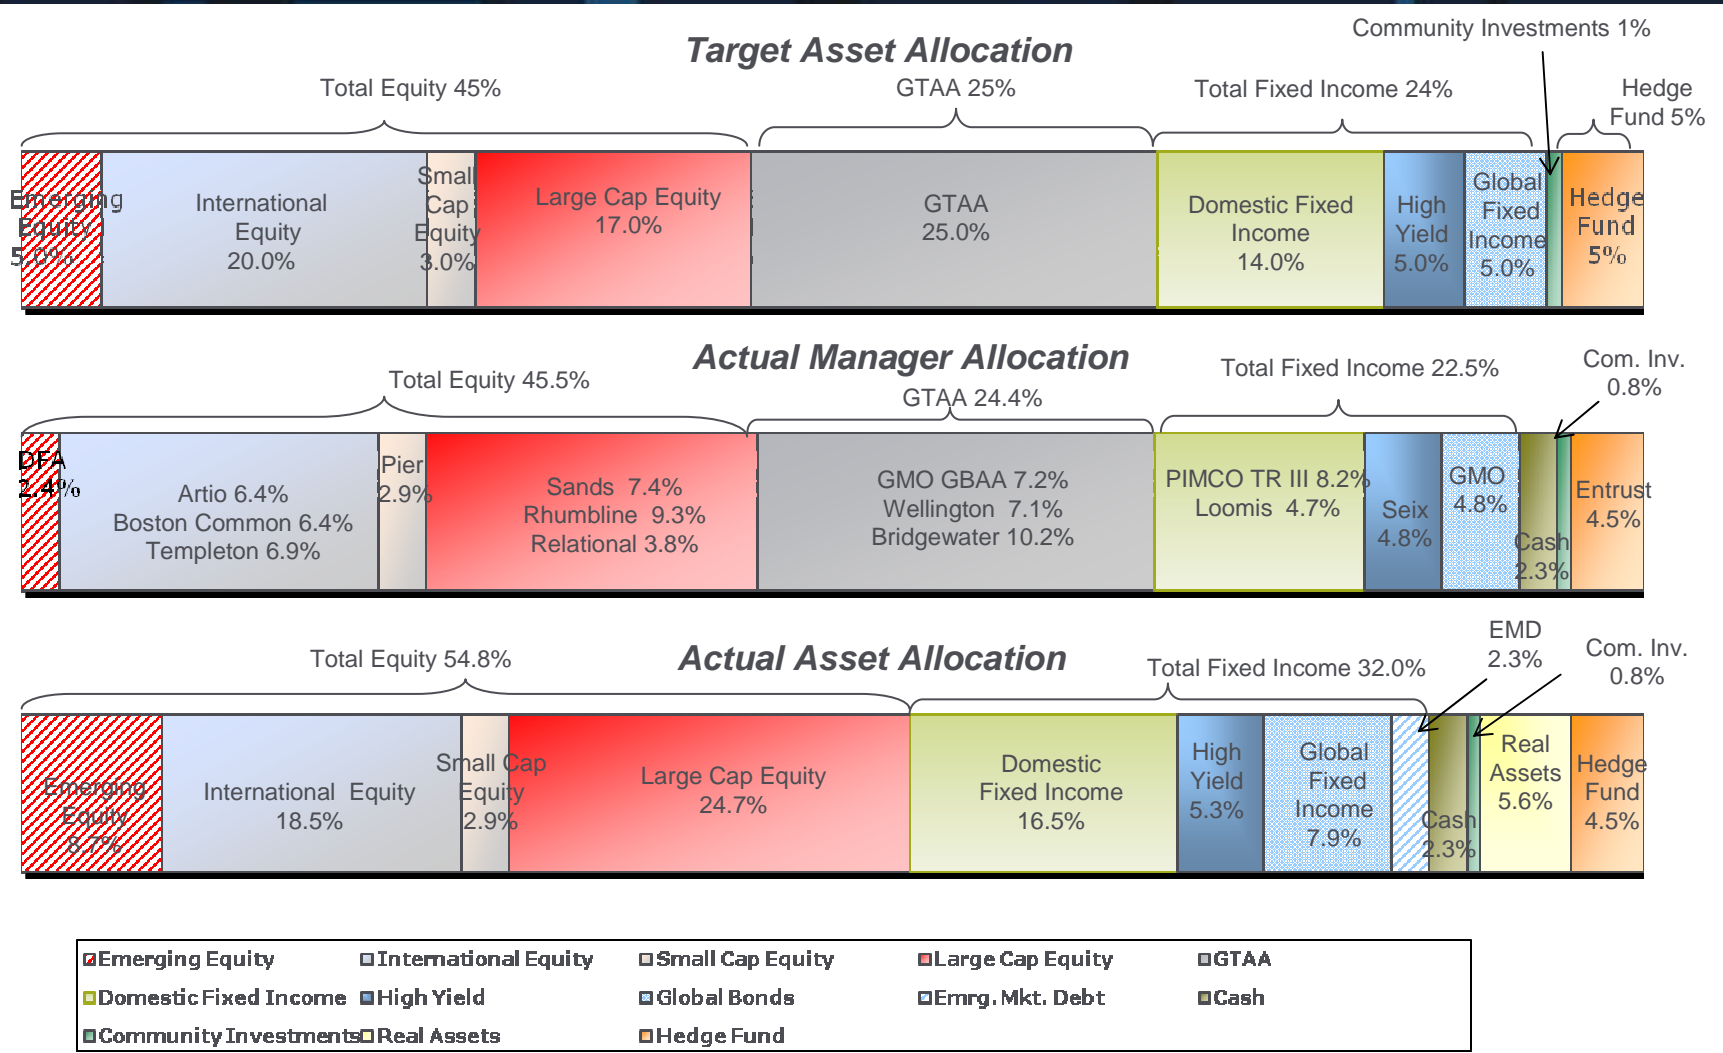 Community Investments 1%
Target Asset Allocation
Total Equity 45%
GTAA 25%
Total Fixed Income 24%
Hedge
Fund 5%
Emerging
Equity
5.0%
International
Equity
20.0%
Small
Cap
Equity
3.0%
Large Cap Equity
17.0%
GTAA
25.0%
Domestic Fixed
Income
14.0%
High
Yield
5.0%
Global
Fixed
Income
5.0%
Hedge
Fund
5%
Actual Manager Allocation
Total Equity 45.5%
GTAA 24.4%
Total Fixed Income 22.5%
Com. Inv.
0.8%
DFA
2.4%
Artio 6.4%
Boston Common 6.4%
Templeton 6.9%
Pier
2.9%
Sands 7.4%
Rhumbline 9.3%
Relational 3.8%
GMO GBAA 7.2%
Wellington 7.1%
Bridgewater 10.2%
PIMCO TR III 8.2%
Loomis 4.7%
Seix
4.8%
GMO
4.8%
Cash
2.3%
Entrust
4.5%
Actual Asset Allocation
Total Equity 54.8%
Total Fixed Income 32.0%
EMD
2.3%
Com. Inv.
0.8%
Emerging
Equity
8.7%
International Equity
18.5%
Small Cap
Equity
2.9%
Large Cap Equity
24.7%
Domestic
Fixed Income
16.5%
High
Yield
5.3%
Global
Fixed
Income
7.9%
Cash
2.3%
Real
Assets
5.6%
Hedge
Fund
4.5%
Emerging Equity International Equity Small Cap Equity Large Cap Equity GTAA
Domestic Fixed Income High Yield Global Bonds Emrg. Mkt. Debt Cash
Community Investments Real Assets Hedge Fund